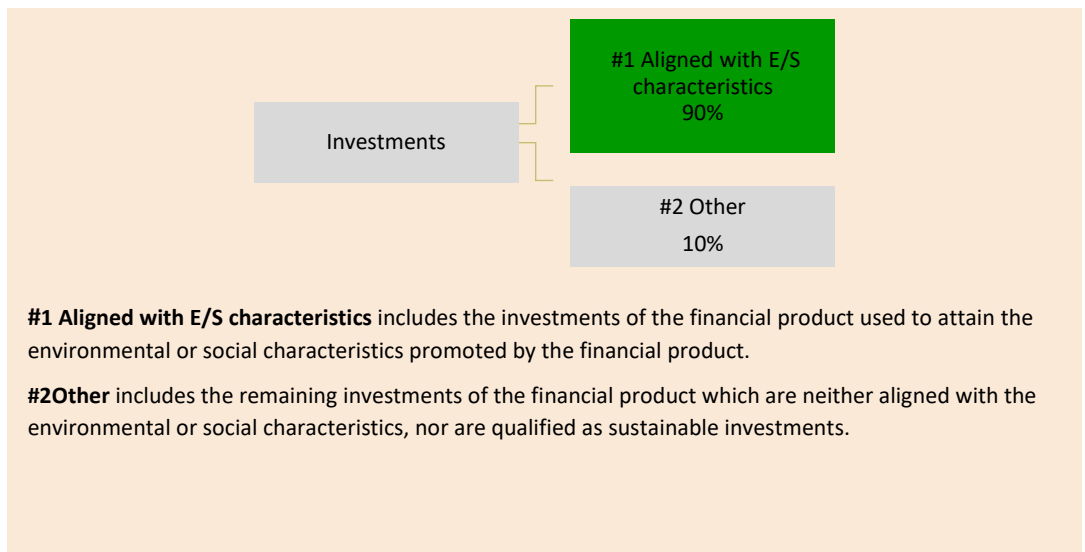 #1 Aligned with E/S
characteristics
90%
Investments
#2 Other
10%
#1 Aligned with E/S characteristics includes the investments of the financial product used to attain the
environmental or social characteristics promoted by the financial product.
#2Other includes the remaining investments of the financial product which are neither aligned with the
environmental or social characteristics, nor are qualified as sustainable investments.